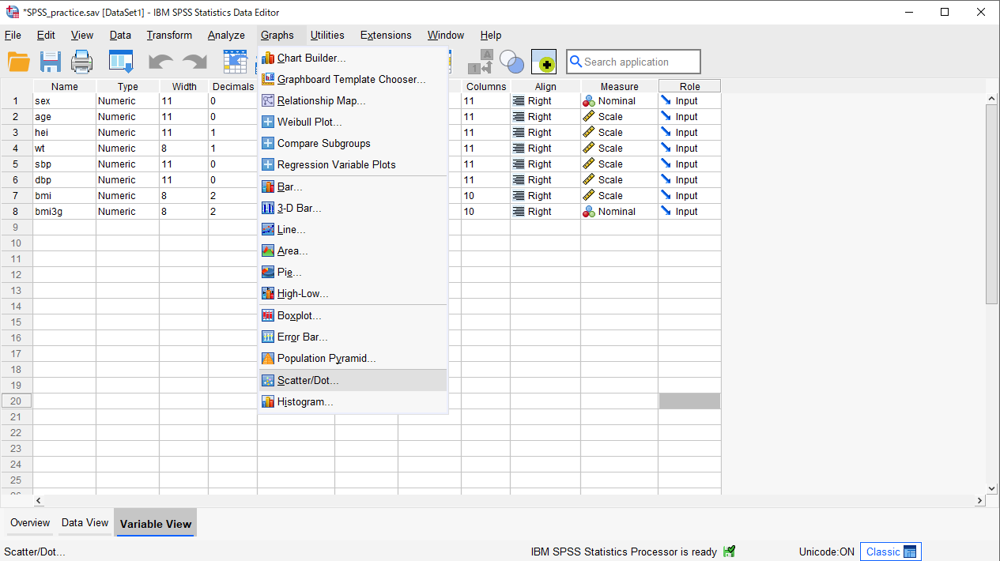 *SPSS_practice.sav [DataSet1] - IBM SPSS Statistics Data Editor
File Edit View Data Transform Analyze Graphs Utilities Extensions Window Help
Search application
Chart Builder...
Graphboard Template Chooser...
Relationship Map...
Weibull Plot...
Compare Subgroups
Regression Variable Plots
Bar...
3-D Bar...
Line...
Area...
Pie...
High-Low...
Boxplot...
Error Bar...
Population Pyramid...
Scatter/Dot...
Histogram...
Name Type Width Decimals Columns Align Measure Role
1 sex Numeric 11 0 11 Right Nominal Input
2 age Numeric 11 0 11 Right Scale Input
3 hei Numeric 11 1 11 Right Scale Input
4 wt Numeric 8 1 11 Right Scale Input
5 sbp Numeric 11 0 11 Right Scale Input
6 dbp Numeric 11 0 11 Right Scale Input
7 bmi Numeric 8 2 10 Right Scale Input
8 bmi3g Numeric 8 2 10 Right Nominal Input
9
10
11
12
13
14
15
16
17
18
19
20
21
22
23
24
25
Overview Data View Variable View
Scatter/Dot... IBM SPSS Statistics Processor is ready Unicode:ON Classic